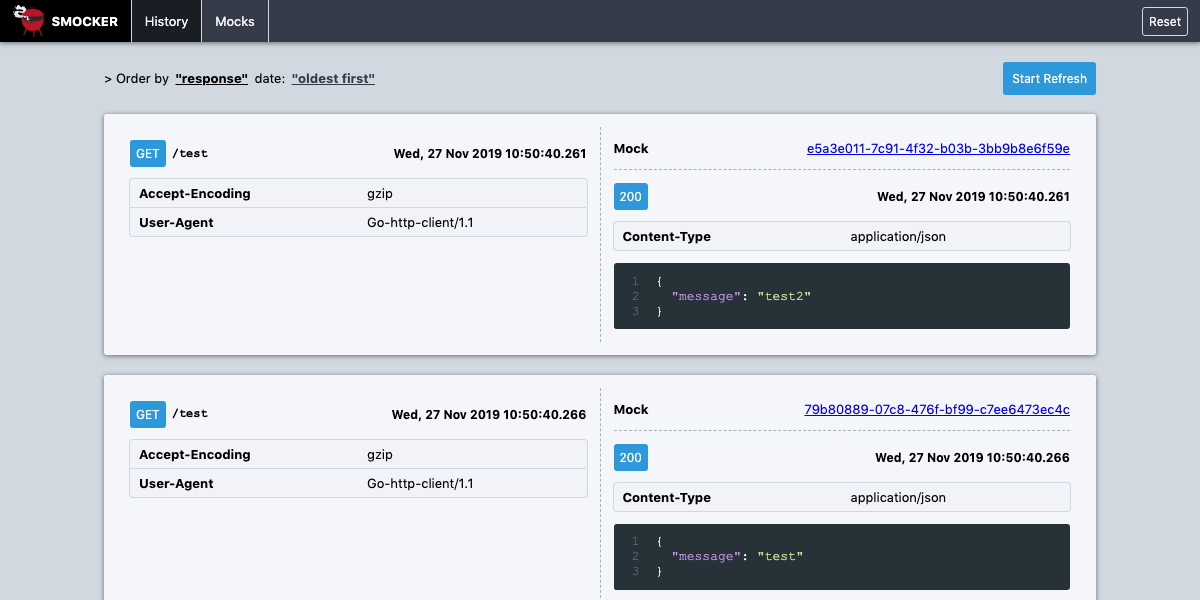 SMOCKER History Mocks Reset
> Order by "response" date: "oldest first" Start Refresh
GET /test Wed, 27 Nov 2019 10:50:40.261
Accept-Encoding gzip
User-Agent Go-http-client/1.1
Mock e5a3e011-7c91-4f32-b03b-3bb9b8e6f59e
200 Wed, 27 Nov 2019 10:50:40.261
Content-Type application/json
1 {
2 "message": "test2"
3 }
GET /test Wed, 27 Nov 2019 10:50:40.266
Accept-Encoding gzip
User-Agent Go-http-client/1.1
Mock 79b80889-07c8-476f-bf99-c7ee6473ec4c
200 Wed, 27 Nov 2019 10:50:40.266
Content-Type application/json
1 {
2 "message": "test"
3 }